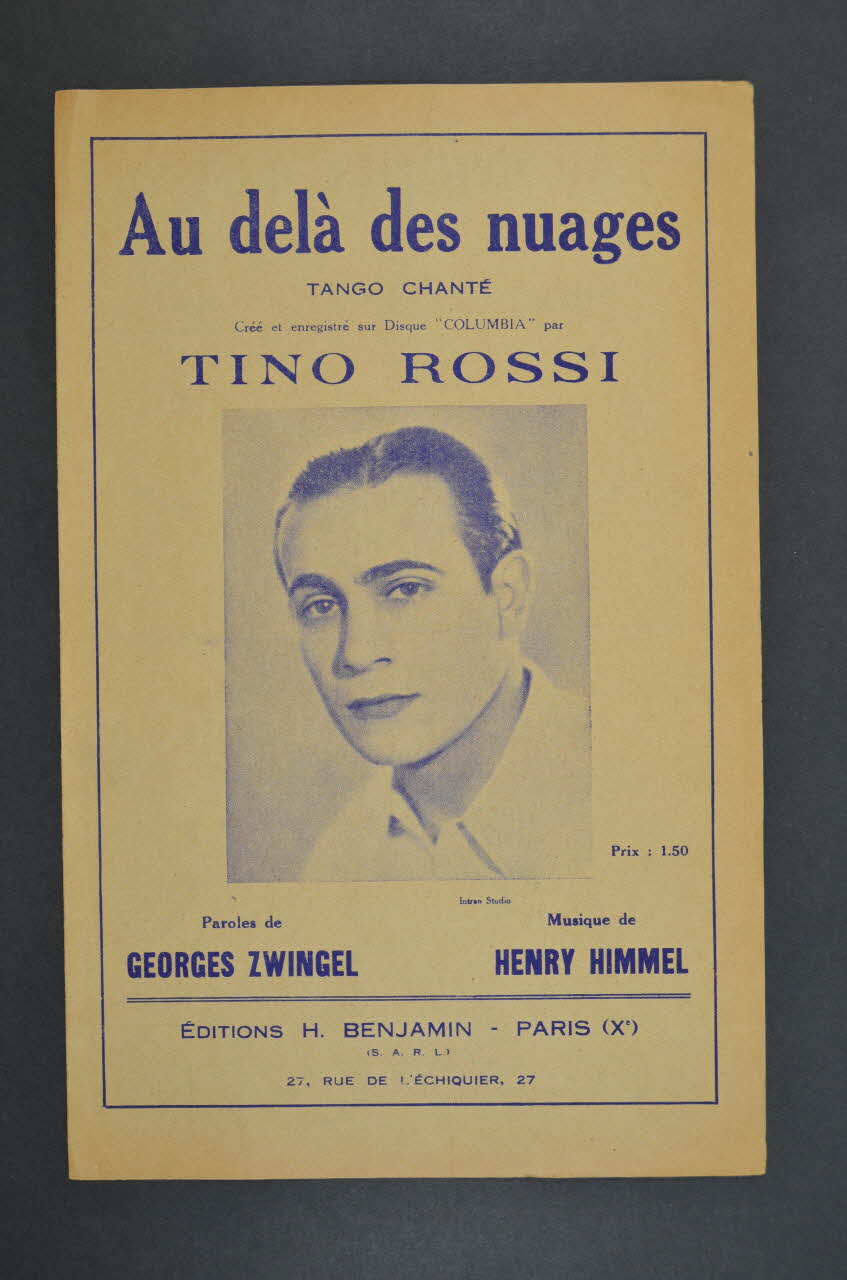 Au delà des nuages
TANGO CHANTÉ
Créé et enregistré sur Disque "COLUMBIA" par
TINO ROSSI
Prix : 1.50
Intran Studio
Paroles de
GEORGES ZWINGEL
Musique de
HENRY HIMMEL
ÉDITIONS H. BENJAMIN - PARIS (Xᵉ)
(S. A. R. L.)
27, RUE DE L'ÉCHIQUIER, 27